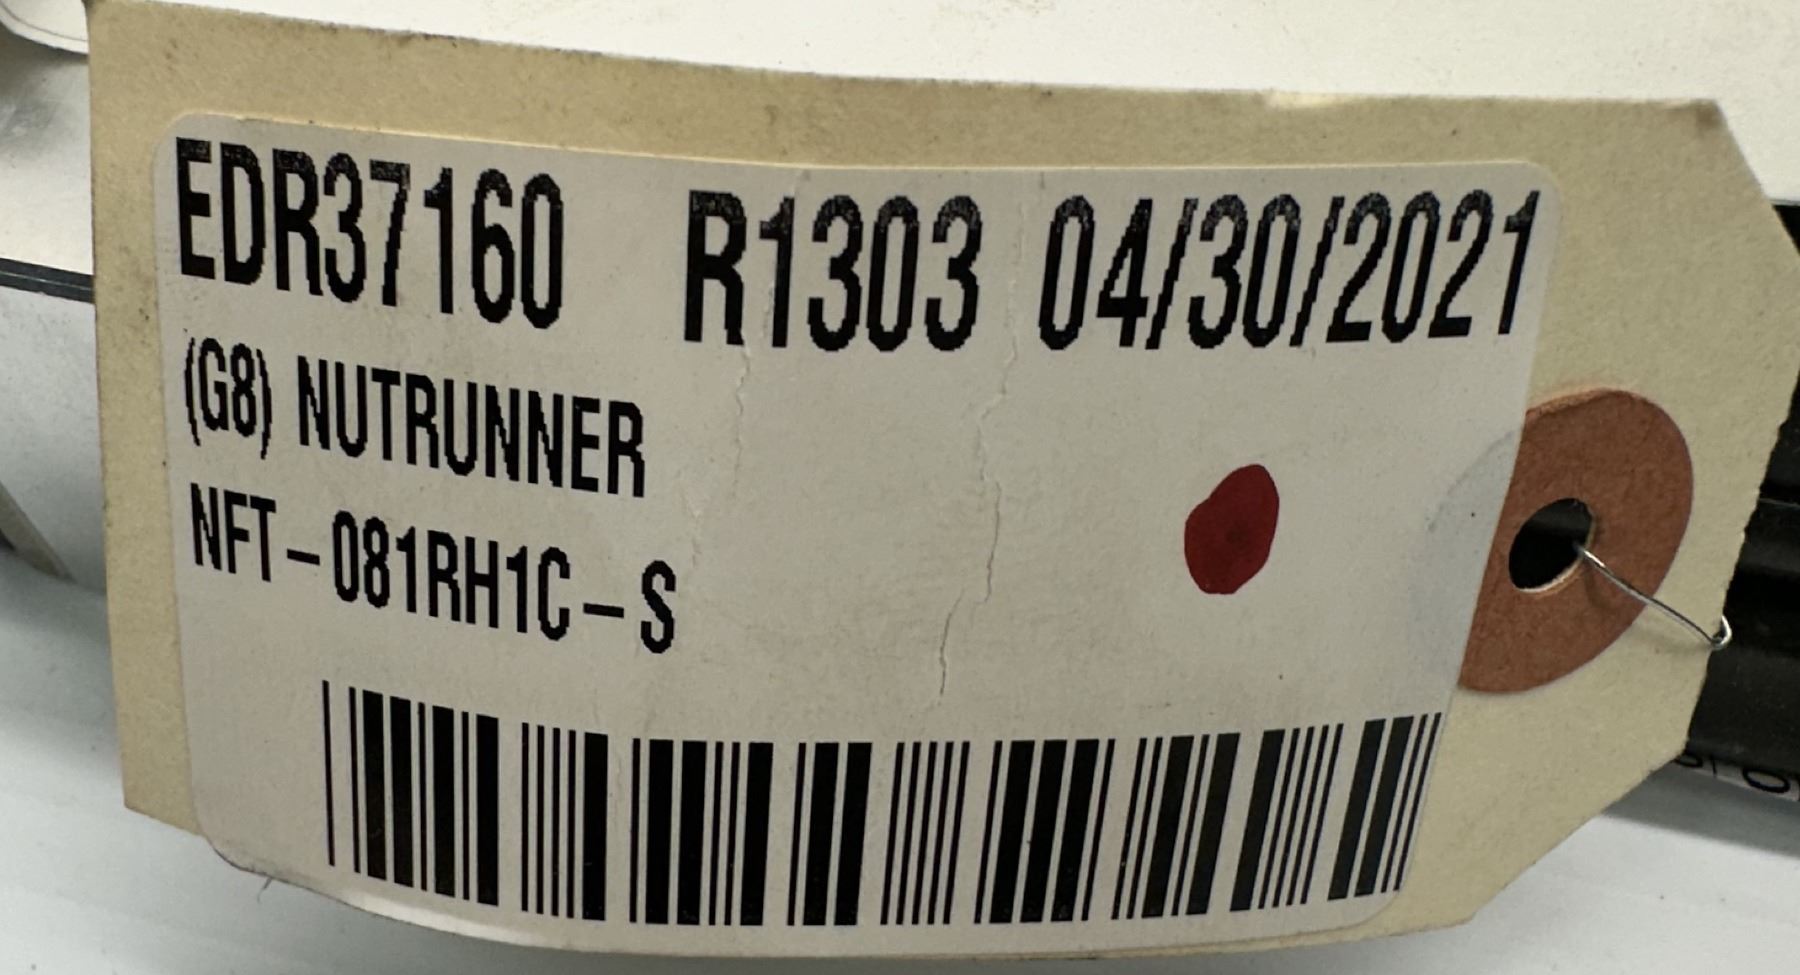 EDR37160 R1303 04/30/2021
(G8) NUTRUNNER
NFT-081RH1C-S